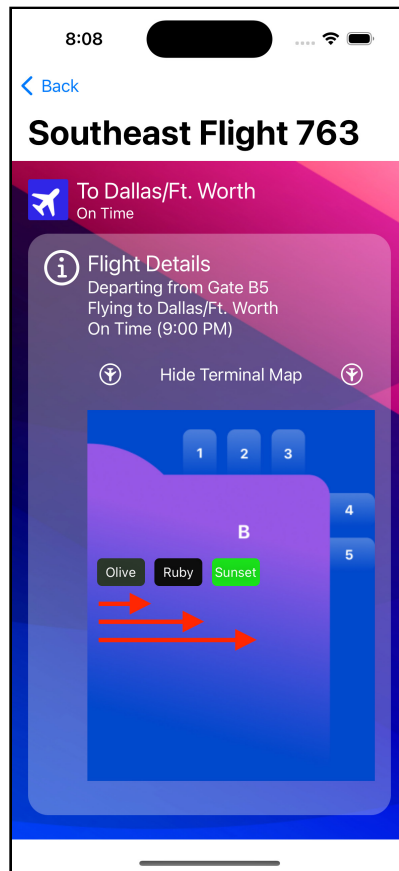 8:08
Back
Southeast Flight 763
To Dallas/Ft. Worth
On Time
Flight Details
Departing from Gate B5
Flying to Dallas/Ft. Worth
On Time (9:00 PM)
Hide Terminal Map
1 2 3
4
B
5
Olive Ruby Sunset